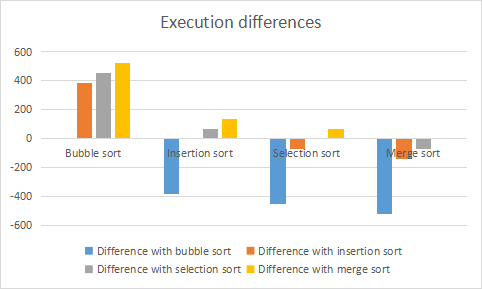 Execution differences
600
400
200
0
-200
-400
-600
Bubble sort Insertion sort Selection sort Merge sort
Difference with bubble sort Difference with insertion sort
Difference with selection sort Difference with merge sort